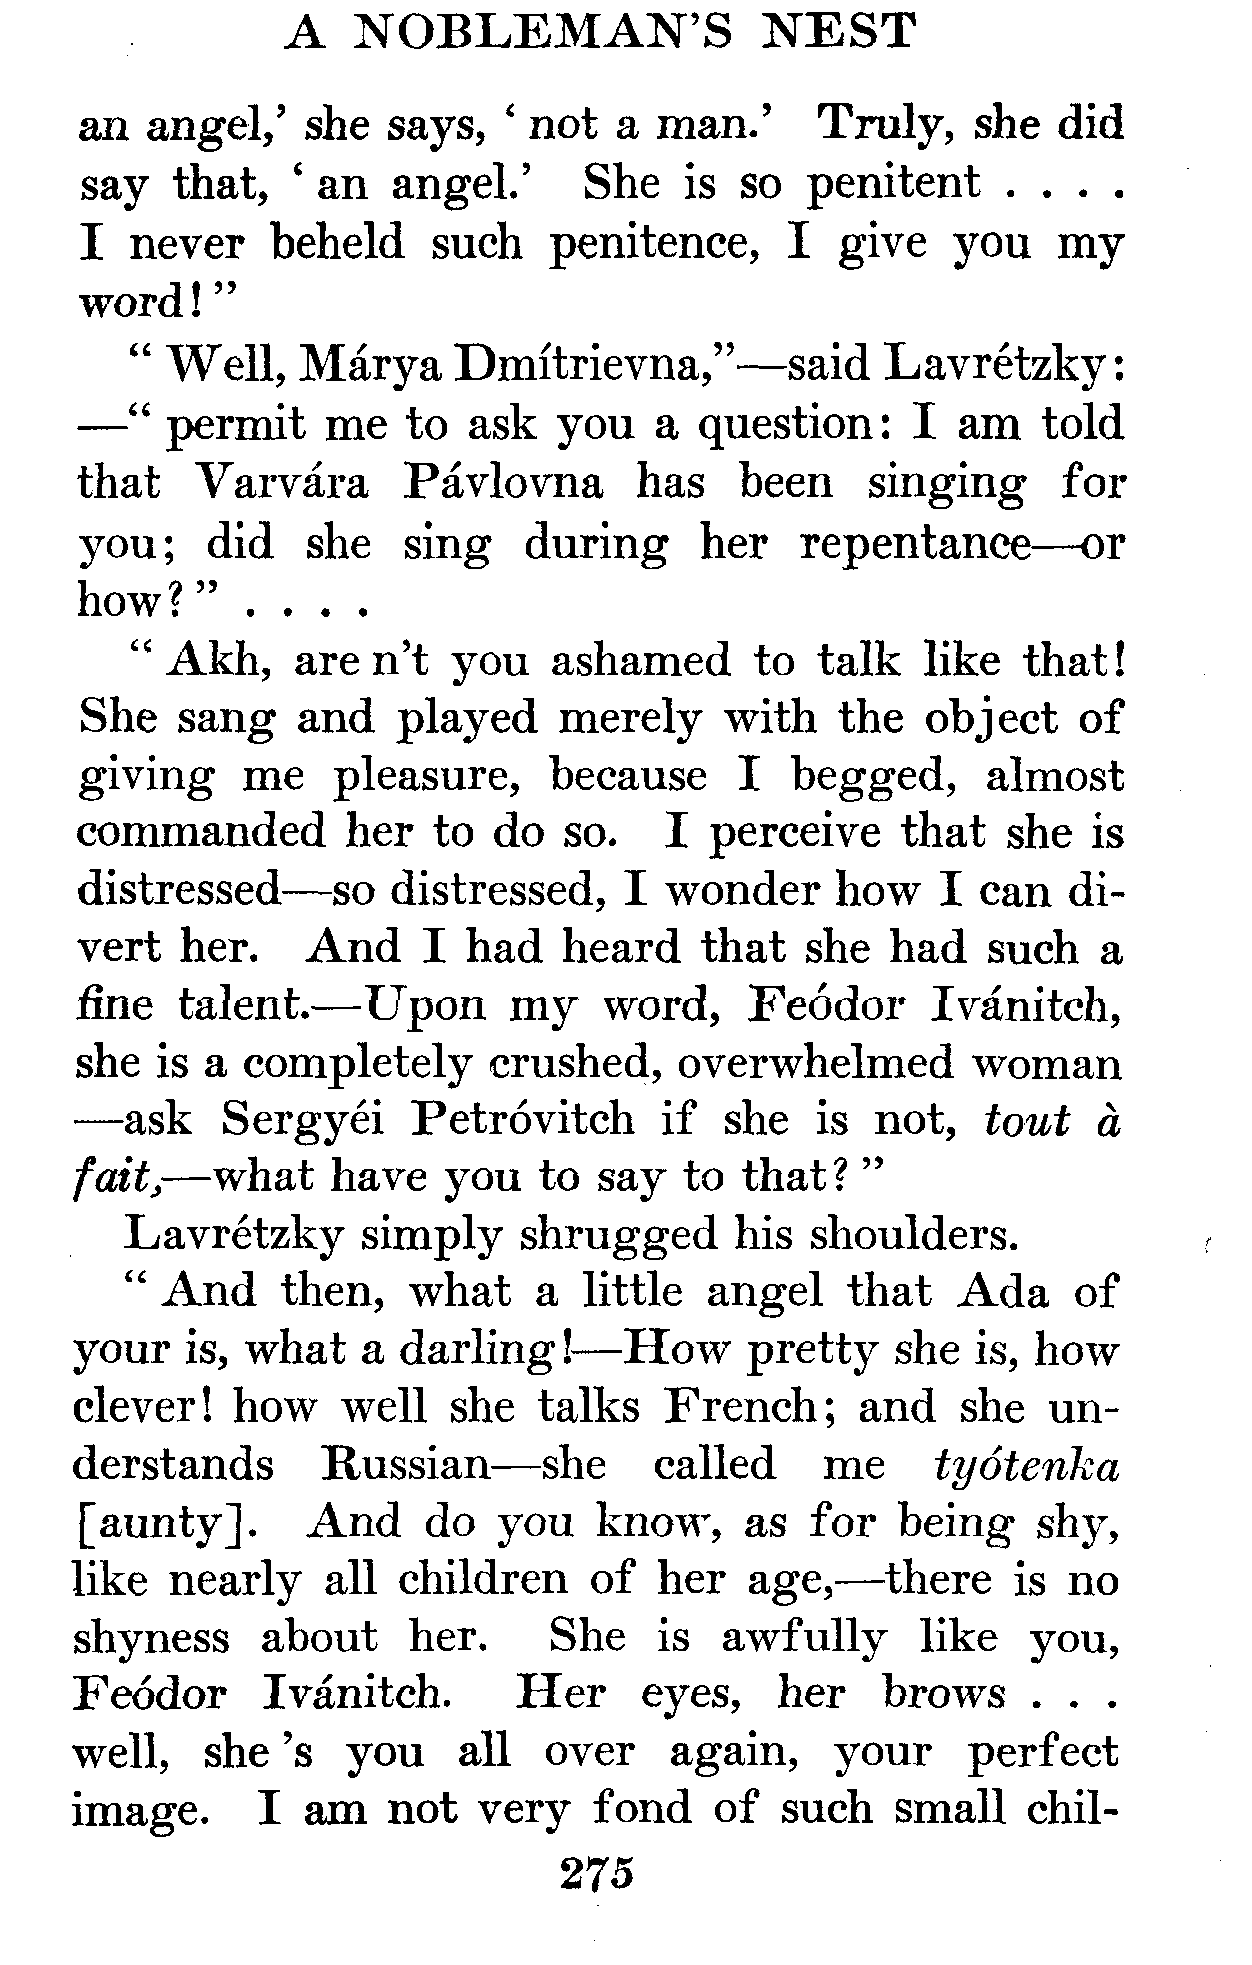 A NOBLEMAN'S NEST
an angel,' she says, ' not a man.' Truly, she did
say that, ' an angel.' She is so penitent . . . .
I never beheld such penitence, I give you my
word! "
" Well, Márya Dmítrievna,"—said Lavrétzky:
—" permit me to ask you a question: I am told
that Varvára Pávlovna has been singing for
you; did she sing during her repentance—or
how? " . . . .
" Akh, are n't you ashamed to talk like that!
She sang and played merely with the object of
giving me pleasure, because I begged, almost
commanded her to do so. I perceive that she is
distressed—so distressed, I wonder how I can di-
vert her. And I had heard that she had such a
fine talent.—Upon my word, Feódor Ivánitch,
she is a completely crushed, overwhelmed woman
—ask Sergyéi Petróvitch if she is not, tout à
fait,—what have you to say to that? "
Lavrétzky simply shrugged his shoulders.
" And then, what a little angel that Ada of
your is, what a darling!—How pretty she is, how
clever! how well she talks French; and she un-
derstands Russian—she called me tyótenka
[aunty]. And do you know, as for being shy,
like nearly all children of her age,—there is no
shyness about her. She is awfully like you,
Feódor Ivánitch. Her eyes, her brows . . .
well, she 's you all over again, your perfect
image. I am not very fond of such small chil-
275